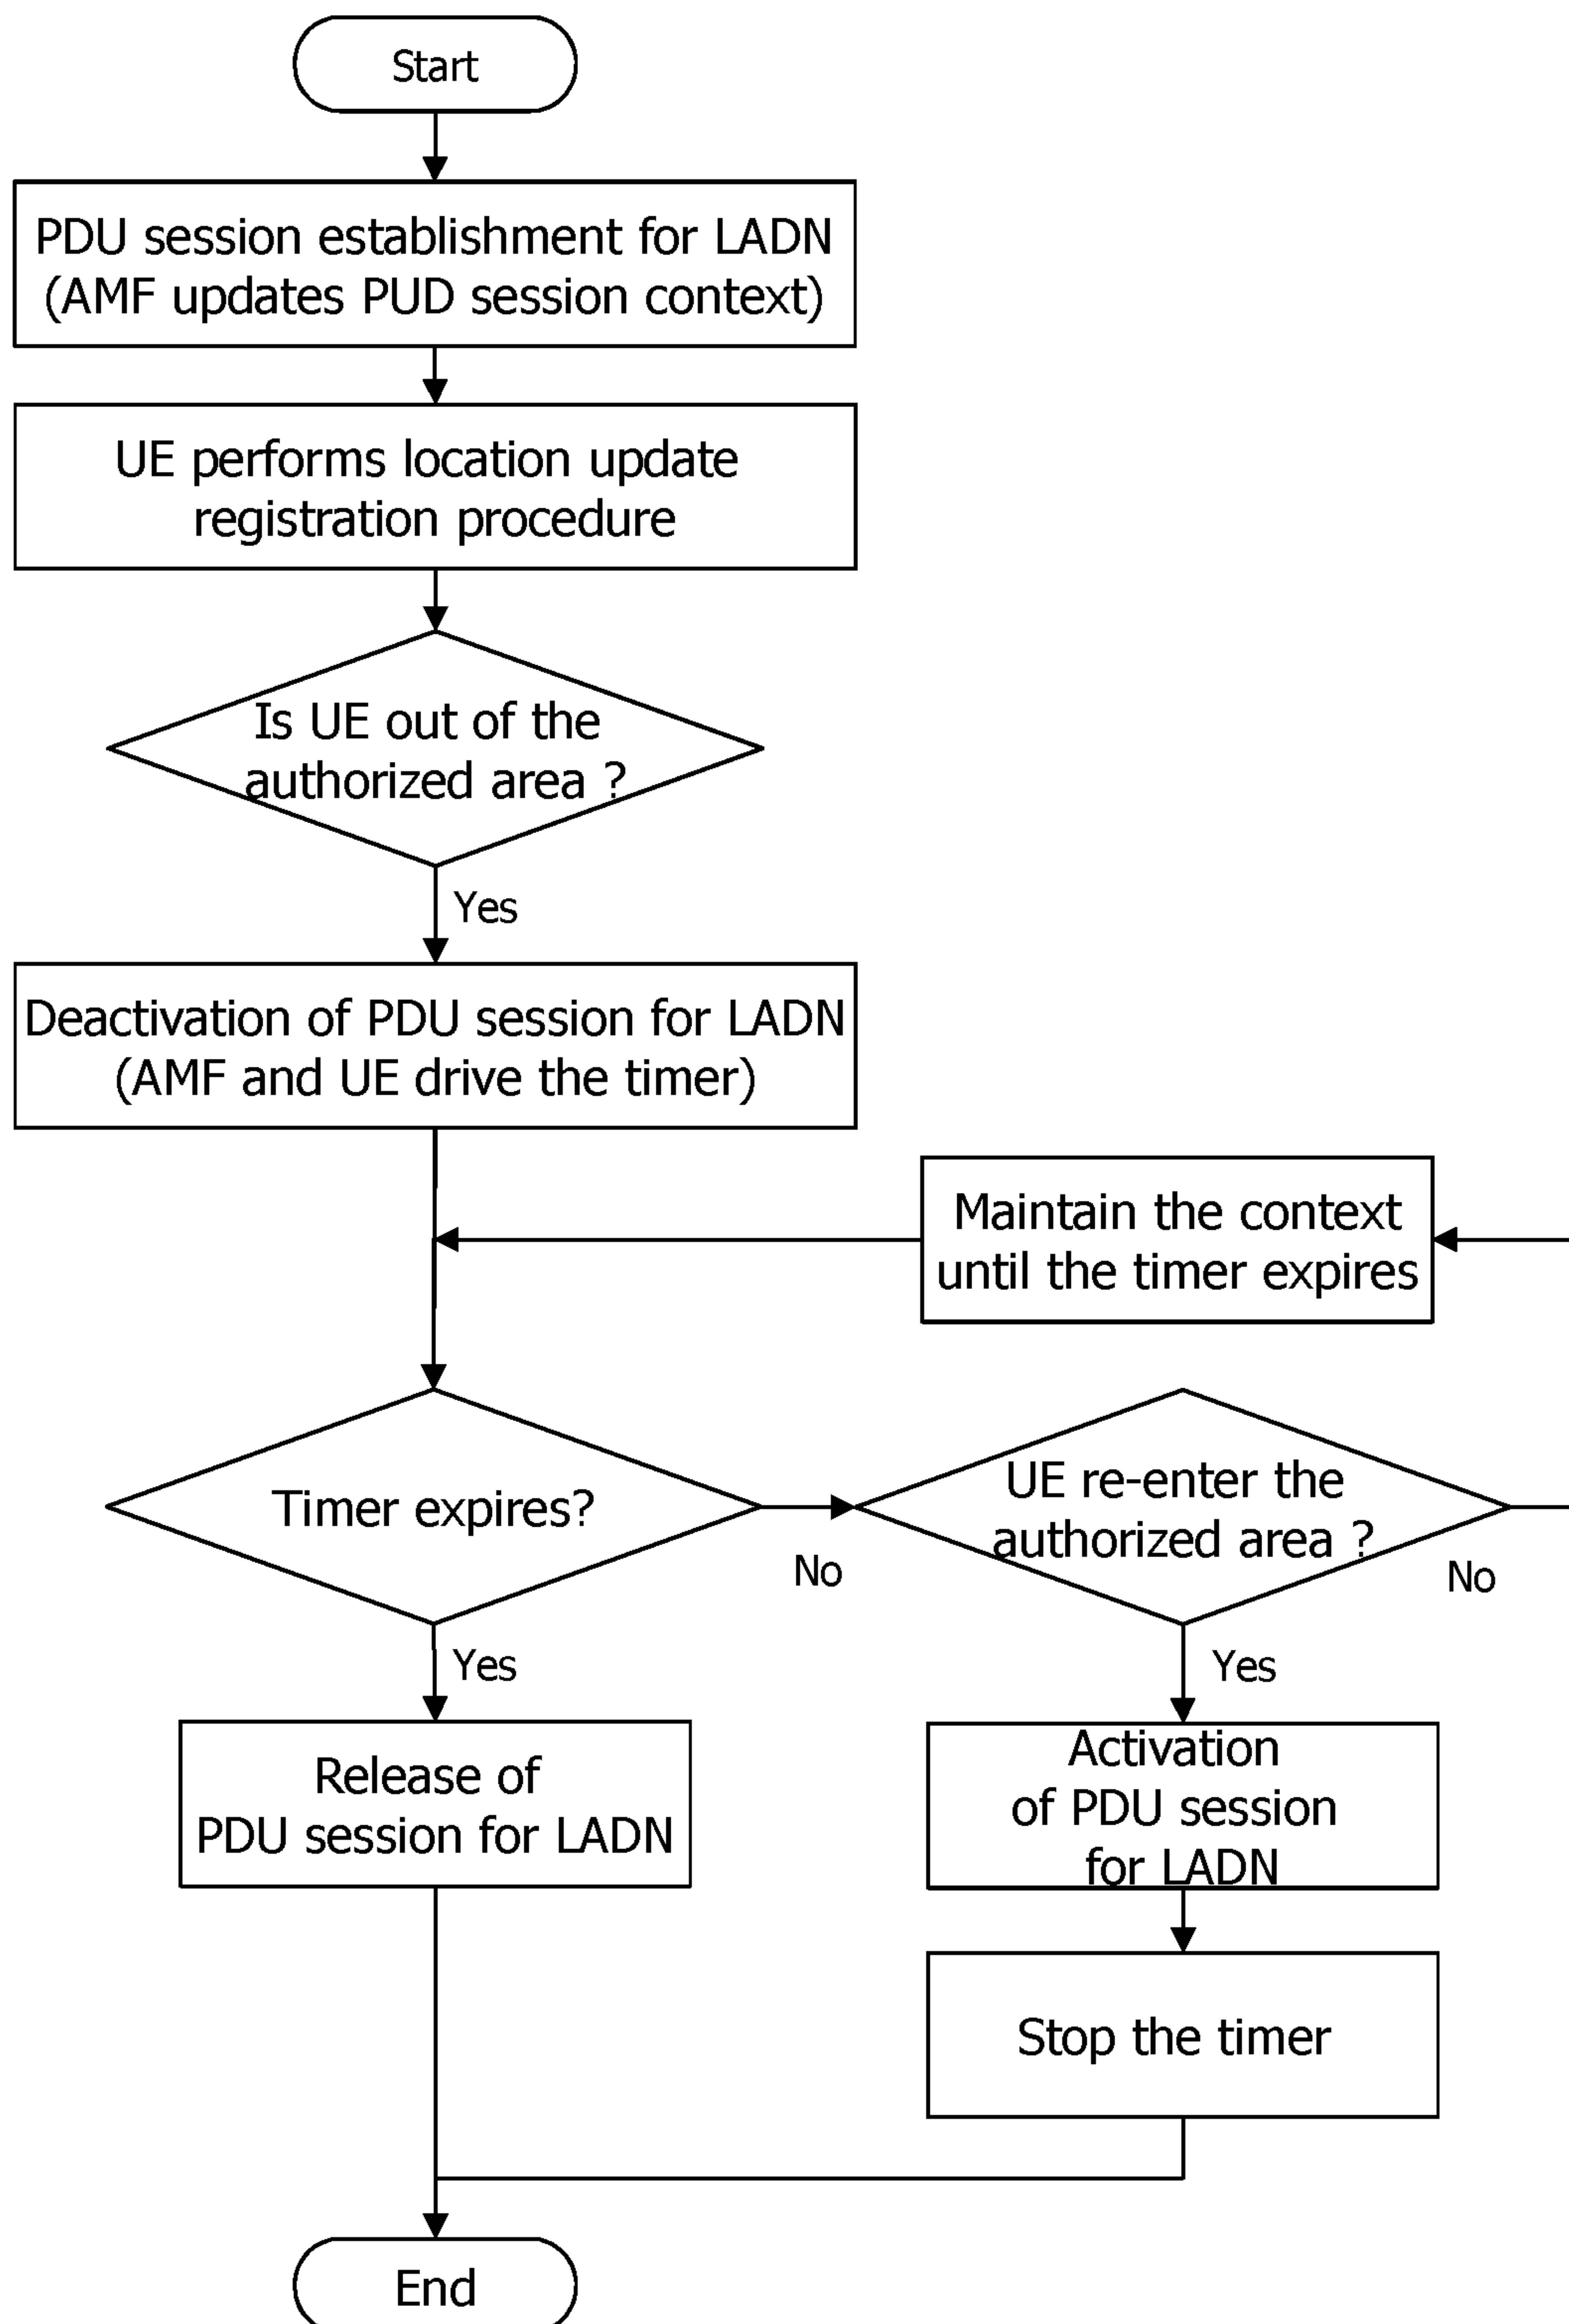 Start
PDU session establishment for LADN
(AMF updates PUD session context)
UE performs location update
registration procedure
Is UE out of the
authorized area ?
Yes
Deactivation of PDU session for LADN
(AMF and UE drive the timer)
Maintain the context
until the timer expires
Timer expires?
No
UE re-enter the
authorized area ?
No
Yes
Yes
Release of
PDU session for LADN
Activation
of PDU session
for LADN
Stop the timer
End